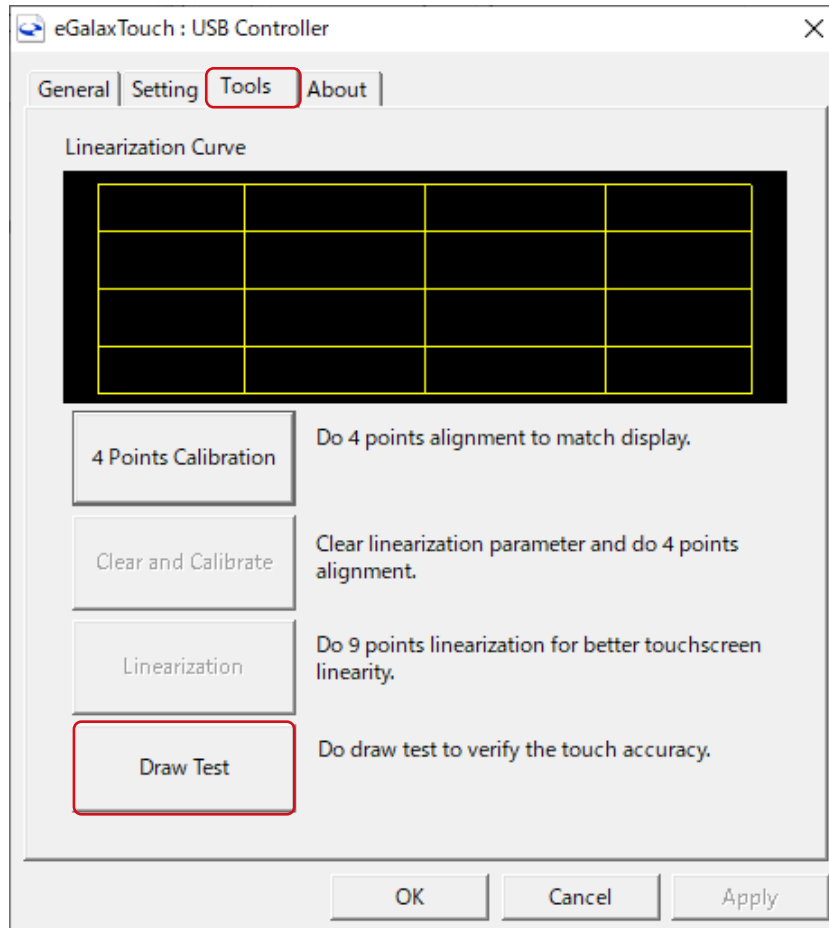 eGalaxTouch : USB Controller
General Setting Tools About
Linearization Curve
4 Points Calibration
Do 4 points alignment to match display.
Clear and Calibrate
Clear linearization parameter and do 4 points
alignment.
Linearization
Do 9 points linearization for better touchscreen
linearity.
Draw Test
Do draw test to verify the touch accuracy.
OK Cancel Apply